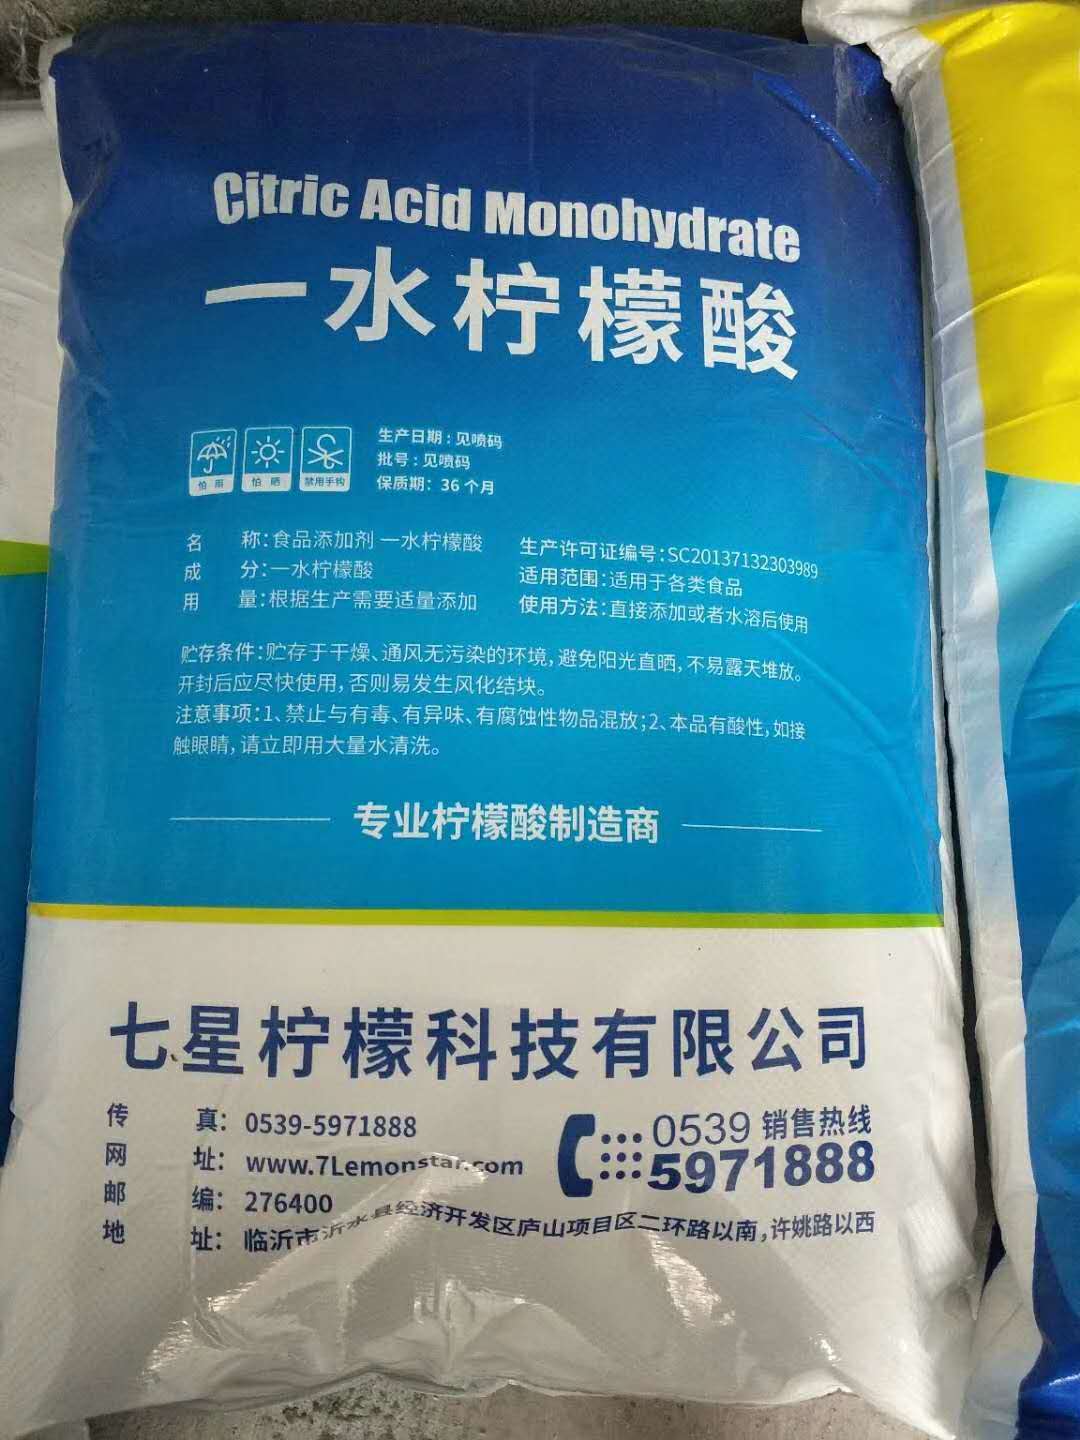 Citric Acid Monohydrate
一水柠檬酸
怕雨 怕晒 禁用手钩
生产日期：见喷码
批号：见喷码
保质期：36个月
名称：食品添加剂 一水柠檬酸
成分：一水柠檬酸
用量：根据生产需要适量添加
生产许可证编号：SC20137132303989
适用范围：适用于各类食品
使用方法：直接添加或者水溶后使用
贮存条件：贮存于干燥、通风无污染的环境，避免阳光直晒，不易露天堆放。
开封后应尽快使用，否则易发生风化结块。
注意事项：1、禁止与有毒、有异味、有腐蚀性物品混放；2、本品有酸性，如接
触眼睛，请立即用大量水清洗。
专业柠檬酸制造商
七星柠檬科技有限公司
传真：0539-5971888
网址：www.7Lemonstar.com
邮编：276400
地址：临沂市沂水县经济开发区庐山项目区二环路以南，许姚路以西
0539 销售热线
5971888